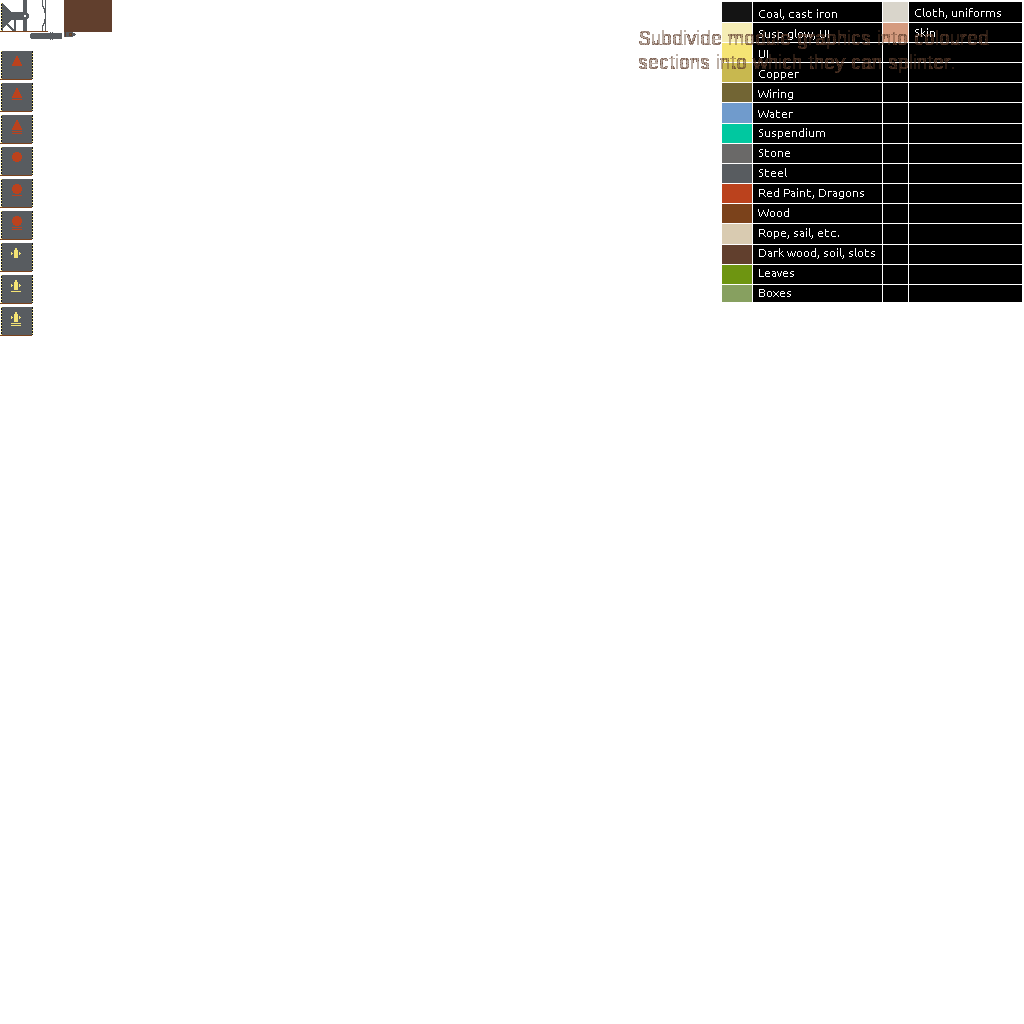 Subdivide module graphics into coloured
sections into which they can splinter.
Coal, cast iron
Susp glow, UI
UI
Copper
Wiring
Water
Suspendium
Stone
Steel
Red Paint, Dragons
Wood
Rope, sail, etc.
Dark wood, soil, slots
Leaves
Boxes
Cloth, uniforms
Skin